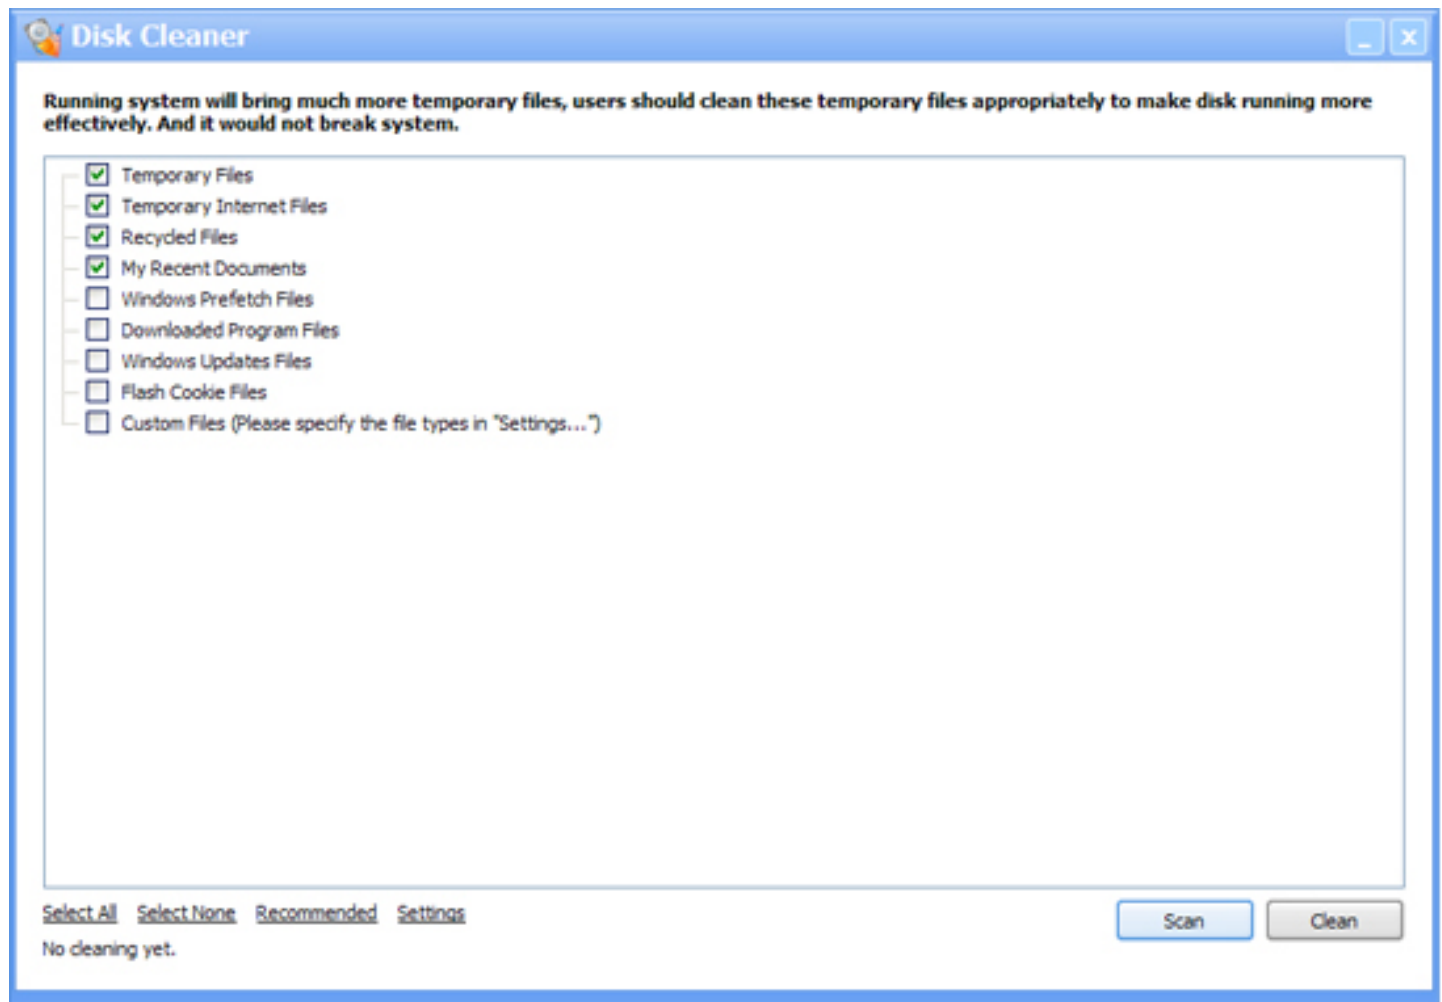 Disk Cleaner
Running system will bring much more temporary files, users should clean these temporary files appropriately to make disk running more
effectively. And it would not break system.
Temporary Files
Temporary Internet Files
Recycled Files
My Recent Documents
Windows Prefetch Files
Downloaded Program Files
Windows Updates Files
Flash Cookie Files
Custom Files (Please specify the file types in "Settings...")
Select All Select None Recommended Settings Scan Clean
No cleaning yet.